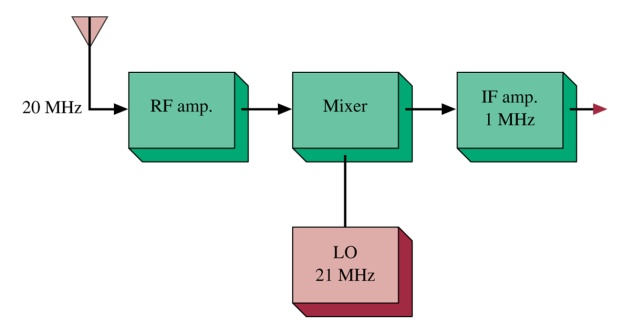 20 MHz
RF amp.
Mixer
IF amp.
1 MHz
LO
21 MHz